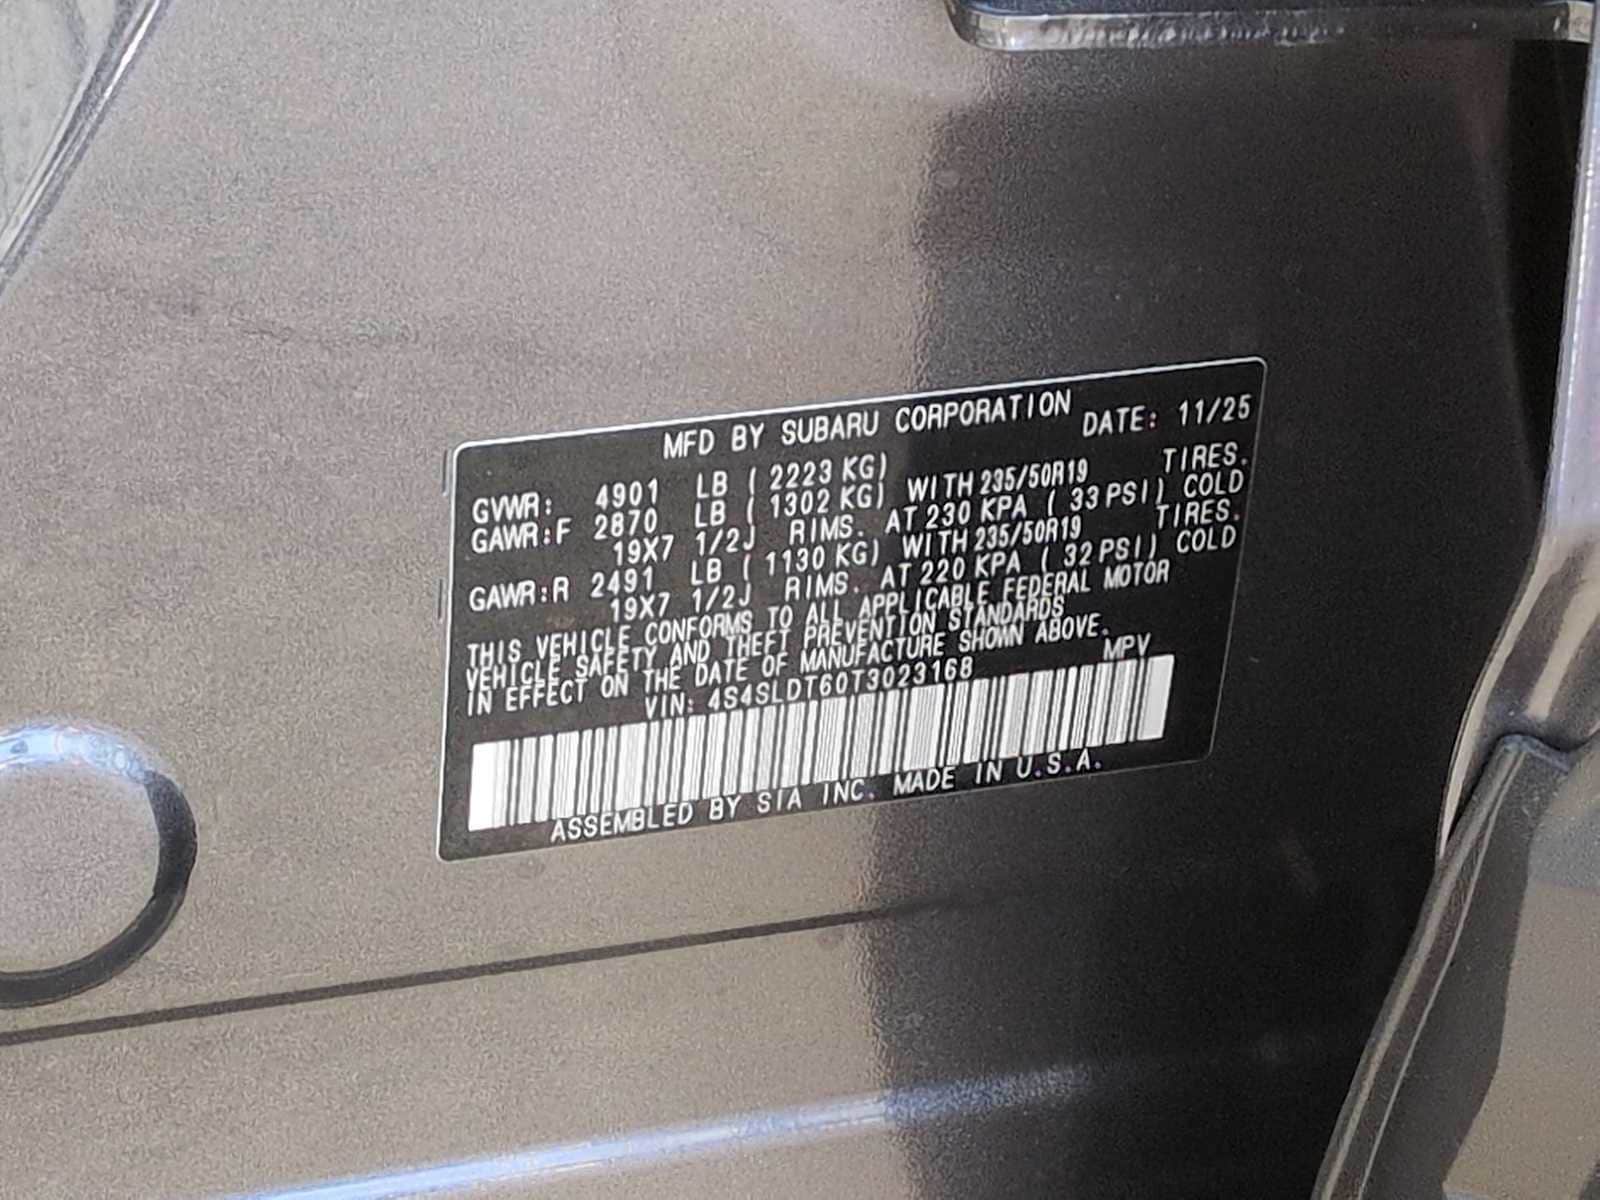 MFD BY SUBARU CORPORATION DATE: 11/25
GVWR: 4901 LB ( 2223 KG)
GAWR:F 2870 LB ( 1302 KG) WITH 235/50R19 TIRES.
19X7 1/2J RIMS. AT 230 KPA ( 33 PSI) COLD
GAWR:R 2491 LB ( 1130 KG) WITH 235/50R19 TIRES.
19X7 1/2J RIMS. AT 220 KPA ( 32 PSI) COLD
THIS VEHICLE CONFORMS TO ALL APPLICABLE FEDERAL MOTOR
VEHICLE SAFETY AND THEFT PREVENTION STANDARDS
IN EFFECT ON THE DATE OF MANUFACTURE SHOWN ABOVE.
VIN: 4S4SLDT60T3023168 MPV
ASSEMBLED BY SIA INC. MADE IN U.S.A.